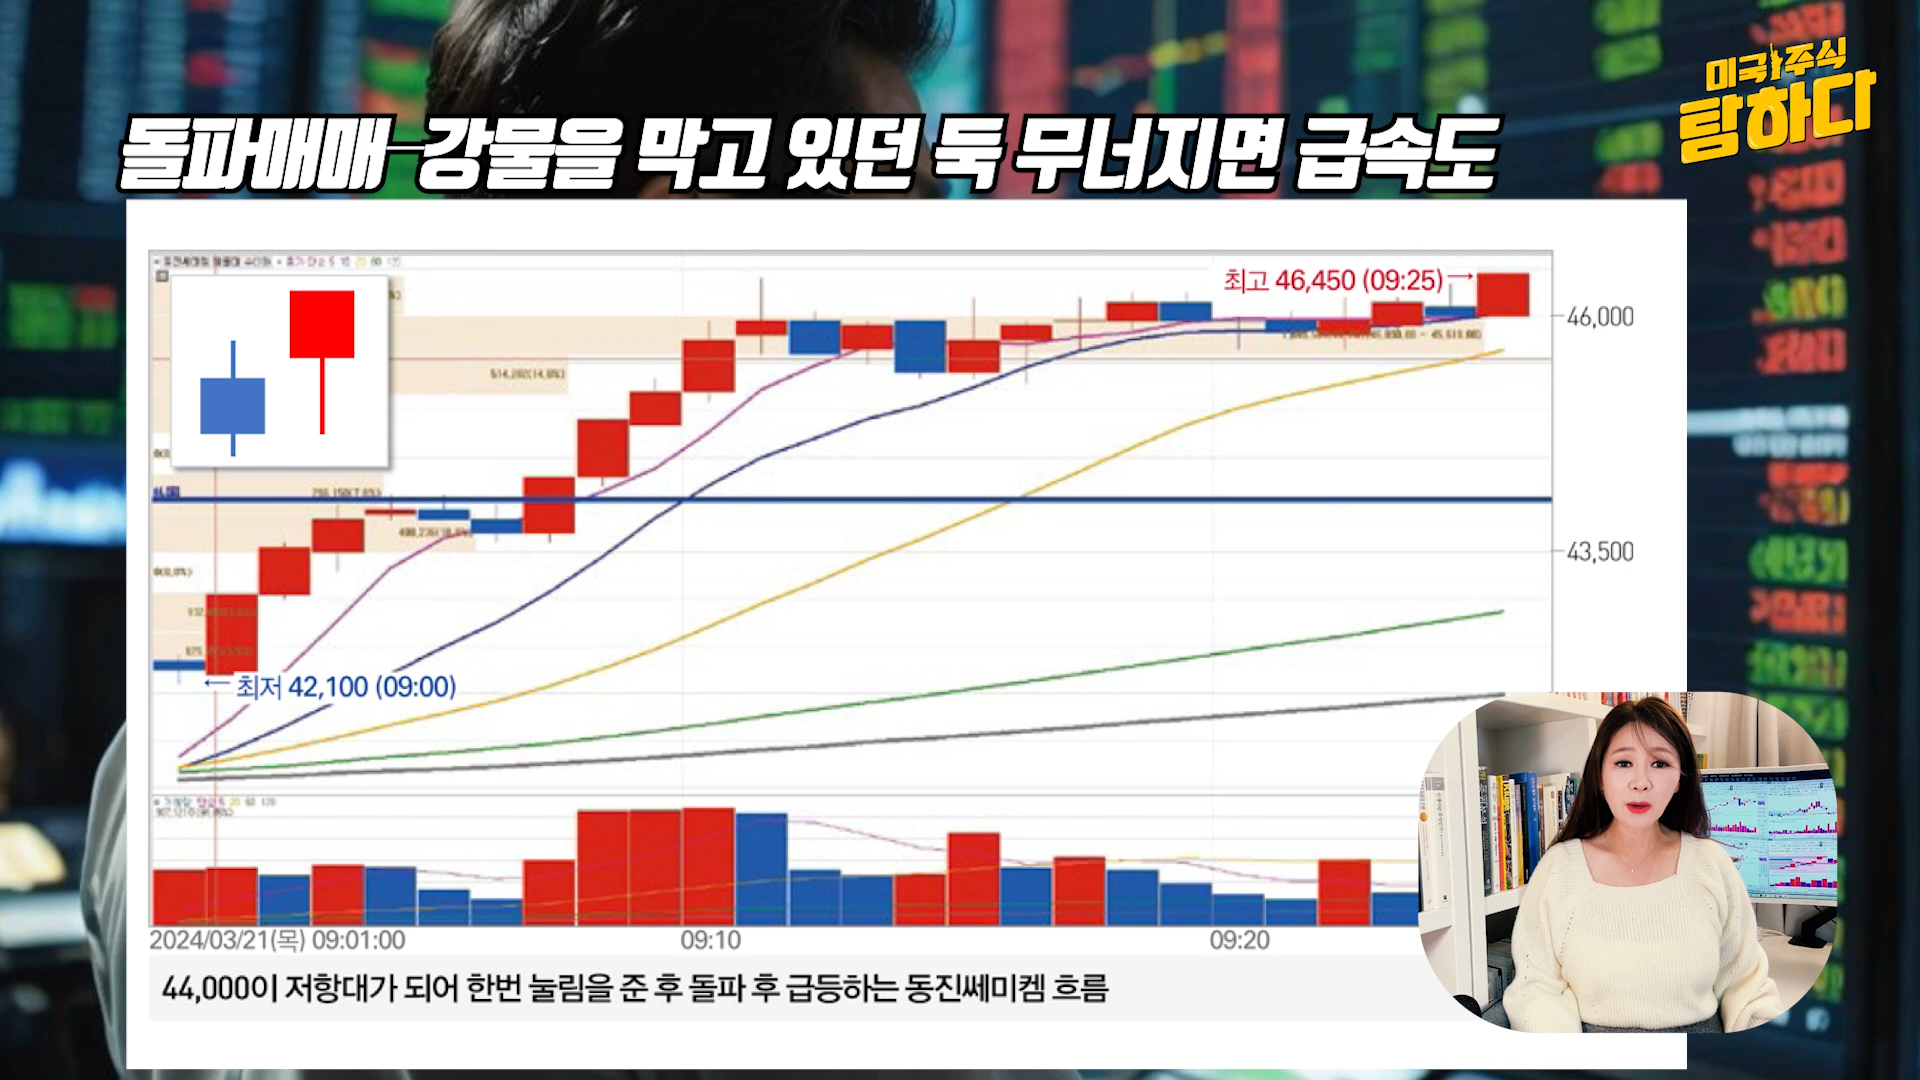 미국주식
탐하다
돌파매매-강물을 막고 있던 둑 무너지면 급속도
최고 46,450 (09:25)→
46,000
514,202(14.8%)
43,500
←최저 42,100 (09:00)
2024/03/21(목) 09:01:00
09:10
09:20
44,000이 저항대가 되어 한번 눌림을 준 후 돌파 후 급등하는 동진쎄미켐 흐름